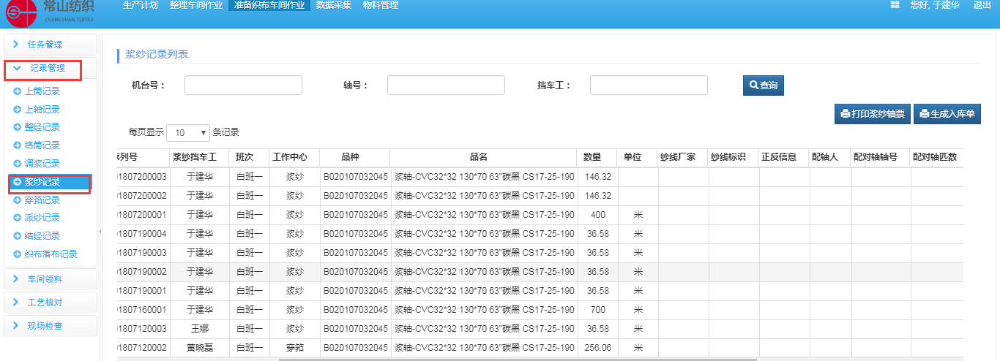 常山纺织
CHANGSHAN TEXTILE
生产计划 整理车间作业 准备织布车间作业 数据采集 物料管理 您好, 于建华 退出
任务管理
记录管理
上筒记录
上轴记录
整经记录
络筒记录
调浆记录
浆纱记录
穿筘记录
派纱记录
结经记录
织布落布记录
车间领料
工艺核对
现场检查
浆纱记录列表
机台号： 轴号： 挡车工： 查询
打印浆纱轴票 生成入库单
每页显示 10 条记录
序列号 浆纱挡车工 班次 工作中心 品种 品名 数量 单位 纱线厂家 纱线标识 正反信息 配轴人 配对轴轴号 配对轴匹数
01807200003 于建华 白班一 浆纱 B020107032045 浆轴-CVC32*32 130*70 63"碳黑 CS17-25-190 146.32
01807200002 于建华 白班一 浆纱 B020107032045 浆轴-CVC32*32 130*70 63"碳黑 CS17-25-190 146.32
01807200001 于建华 白班一 浆纱 B020107032045 浆轴-CVC32*32 130*70 63"碳黑 CS17-25-190 400 米
01807190004 于建华 白班一 浆纱 B020107032045 浆轴-CVC32*32 130*70 63"碳黑 CS17-25-190 36.58 米
01807190003 于建华 白班一 浆纱 B020107032045 浆轴-CVC32*32 130*70 63"碳黑 CS17-25-190 36.58 米
01807190002 于建华 白班一 浆纱 B020107032045 浆轴-CVC32*32 130*70 63"碳黑 CS17-25-190 36.58 米
01807190001 于建华 白班一 浆纱 B020107032045 浆轴-CVC32*32 130*70 63"碳黑 CS17-25-190 36.58 米
01807160001 于建华 白班一 浆纱 B020107032045 浆轴-CVC32*32 130*70 63"碳黑 CS17-25-190 700 米
01807120003 王娜 白班一 浆纱 B020107032045 浆轴-CVC32*32 130*70 63"碳黑 CS17-25-190 36.58 米
01807120002 黄晓磊 白班一 穿筘 B020107032045 浆轴-CVC32*32 130*70 63"碳黑 CS17-25-190 256.06 米